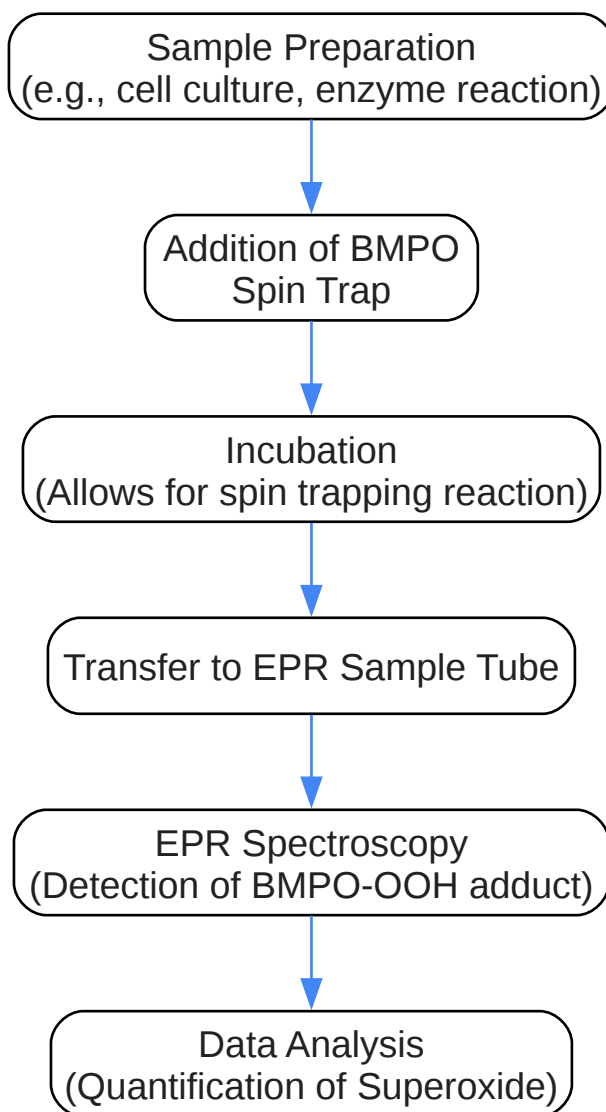 Sample Preparation
(e.g., cell culture, enzyme reaction)
Addition of BMPO
Spin Trap
Incubation
(Allows for spin trapping reaction)
Transfer to EPR Sample Tube
EPR Spectroscopy
(Detection of BMPO-OOH adduct)
Data Analysis
(Quantification of Superoxide)